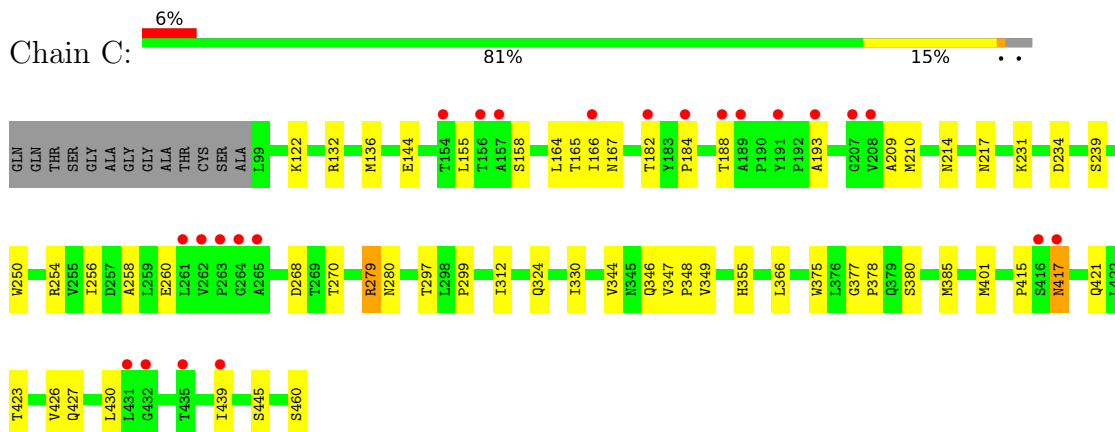 6%
Chain C:
81% 15% • •
GLN GLN THR SER GLY ALA GLY GLY ALA THR CYS SER ALA L99 K122 R132 M136 E144 T154 L155 T156 A157 S158 L164 T165 I166 N167 T182 Y183 P184 T188 A189 P190 Y191 P192 A193 G207 V208 A209 M210 N214 N217 K231 D234 S239
W250 R254 V255 I256 D257 A258 L259 E260 L261 V262 P263 G264 A265 D268 T269 T270 R279 N280 T297 L298 P299 I312 Q324 I330 V344 N345 Q346 V347 P348 V349 H355 L366 W375 L376 G377 P378 Q379 S380 M385 M401 P415 S416 N417 Q421 L422
T423 V426 Q427 L430 L431 G432 T435 I439 S445 S460